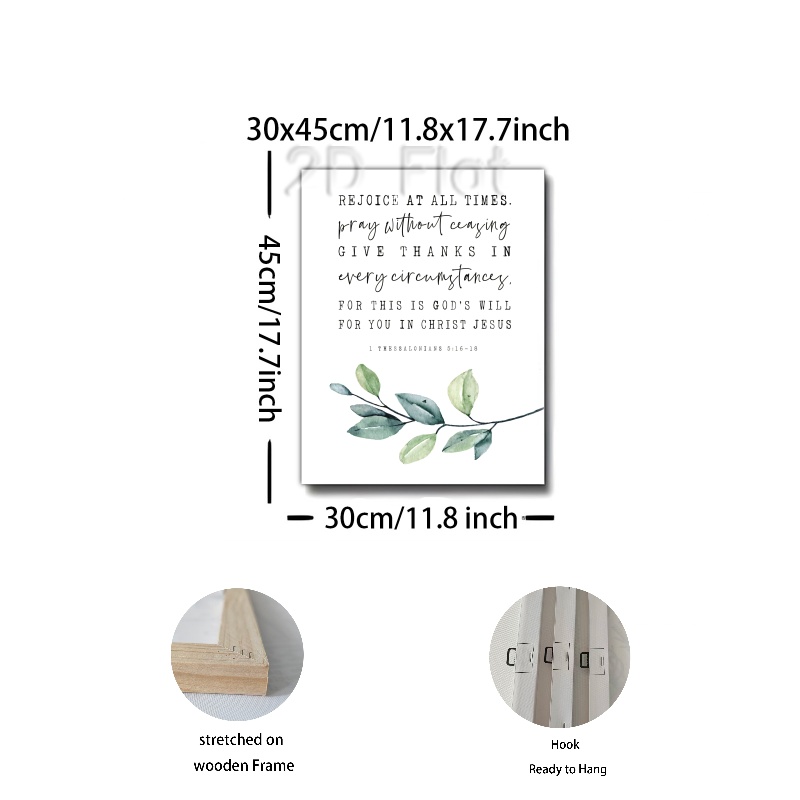 30x45cm/11.8x17.7inch
2D Flat
45cm/17.7inch
REJOICE AT ALL TIMES.
pray without ceasing
GIVE THANKS IN
every circumstances,
FOR THIS IS GOD'S WILL
FOR YOU IN CHRIST JESUS
1 THESSALONIANS 5:16-18
30cm/11.8 inch
stretched on
wooden Frame
Hook
Ready to Hang